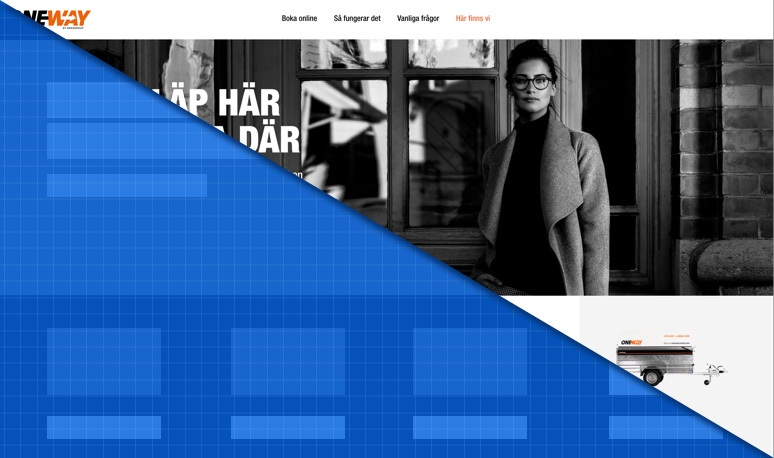 NEWAY
Boka online
Så fungerar det
Vanliga frågor
Här finns vi
ÄP HÄR
DÄR
ONEWAY